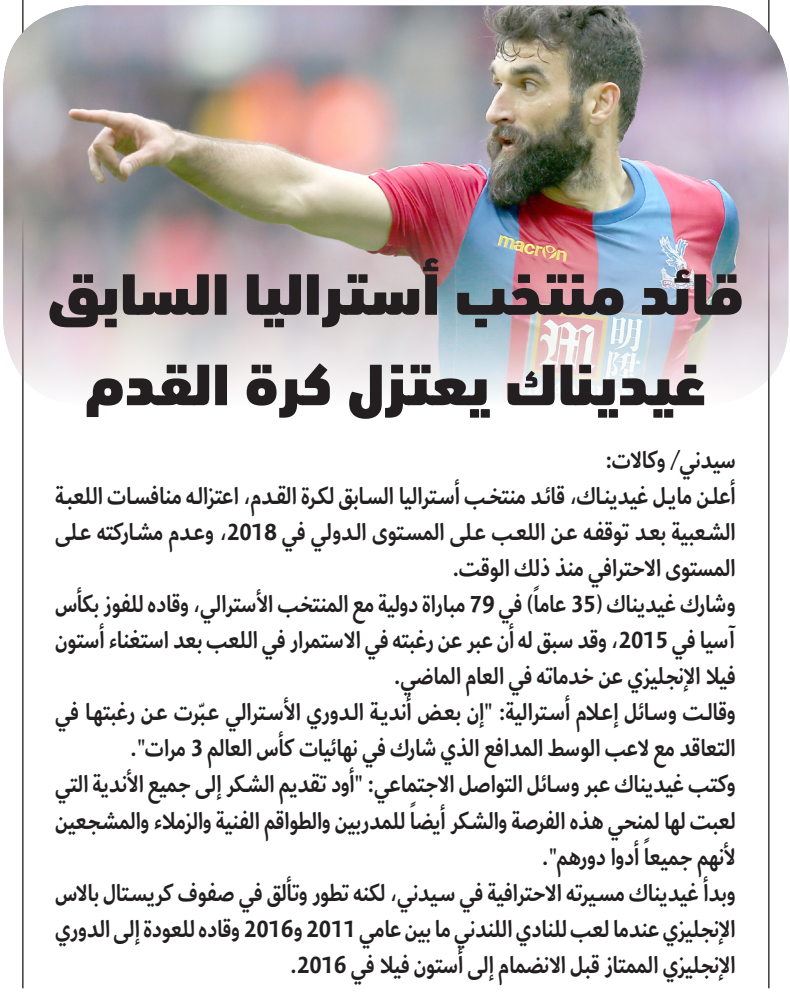 macron
明
قائد منتخب أستراليا السابق
غيديناك يعتزل كرة القدم
سيدني/ وكالات:
أعلن مايل غيديناك، قائد منتخب أستراليا السابق لكرة القدم، اعتزاله منافسات اللعبة
الشعبية بعد توقفه عن اللعب على المستوى الدولي في 2018، وعدم مشاركته على
المستوى الاحترافي منذ ذلك الوقت.
وشارك غيديناك (35 عاماً) في 79 مباراة دولية مع المنتخب الأسترالي، وقاده للفوز بكأس
آسيا في 2015، وقد سبق له أن عبر عن رغبته في الاستمرار في اللعب بعد استغناء أستون
فيلا الإنجليزي عن خدماته في العام الماضي.
وقالت وسائل إعلام أسترالية: "إن بعض أندية الدوري الأسترالي عبّرت عن رغبتها في
التعاقد مع لاعب الوسط المدافع الذي شارك في نهائيات كأس العالم 3 مرات".
وكتب غيديناك عبر وسائل التواصل الاجتماعي: "أود تقديم الشكر إلى جميع الأندية التي
لعبت لها لمنحي هذه الفرصة والشكر أيضاً للمدربين والطواقم الفنية والزملاء والمشجعين
لأنهم جميعاً أدوا دورهم".
وبدأ غيديناك مسيرته الاحترافية في سيدني، لكنه تطور وتألق في صفوف كريستال بالاس
الإنجليزي عندما لعب للنادي اللندني ما بين عامي 2011 و2016 وقاده للعودة إلى الدوري
الإنجليزي الممتاز قبل الانضمام إلى أستون فيلا في 2016.